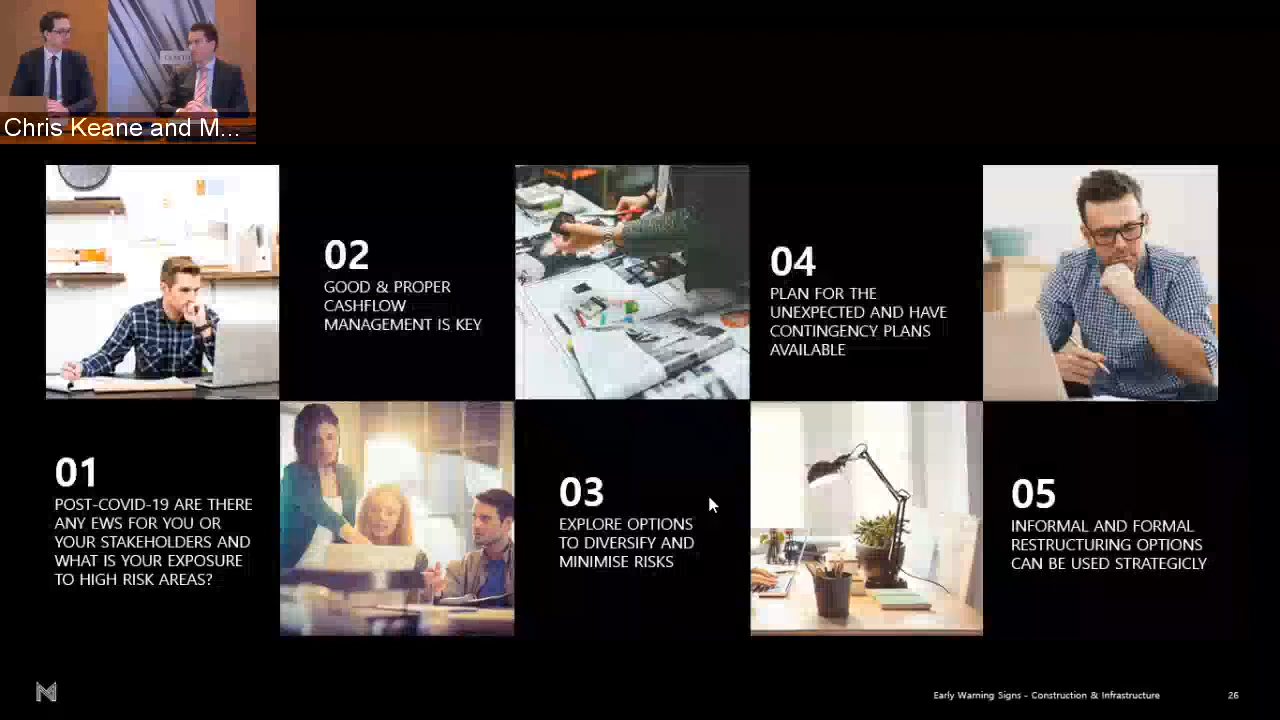 Chris Keane and M...
01
POST-COVID-19 ARE THERE
ANY EWS FOR YOU OR
YOUR STAKEHOLDERS AND
WHAT IS YOUR EXPOSURE
TO HIGH RISK AREAS?
02
GOOD & PROPER
CASHFLOW
MANAGEMENT IS KEY
03
EXPLORE OPTIONS
TO DIVERSIFY AND
MINIMISE RISKS
04
PLAN FOR THE
UNEXPECTED AND HAVE
CONTINGENCY PLANS
AVAILABLE
05
INFORMAL AND FORMAL
RESTRUCTURING OPTIONS
CAN BE USED STRATEGICLY
Early Warning Signs - Construction & Infrastructure
26